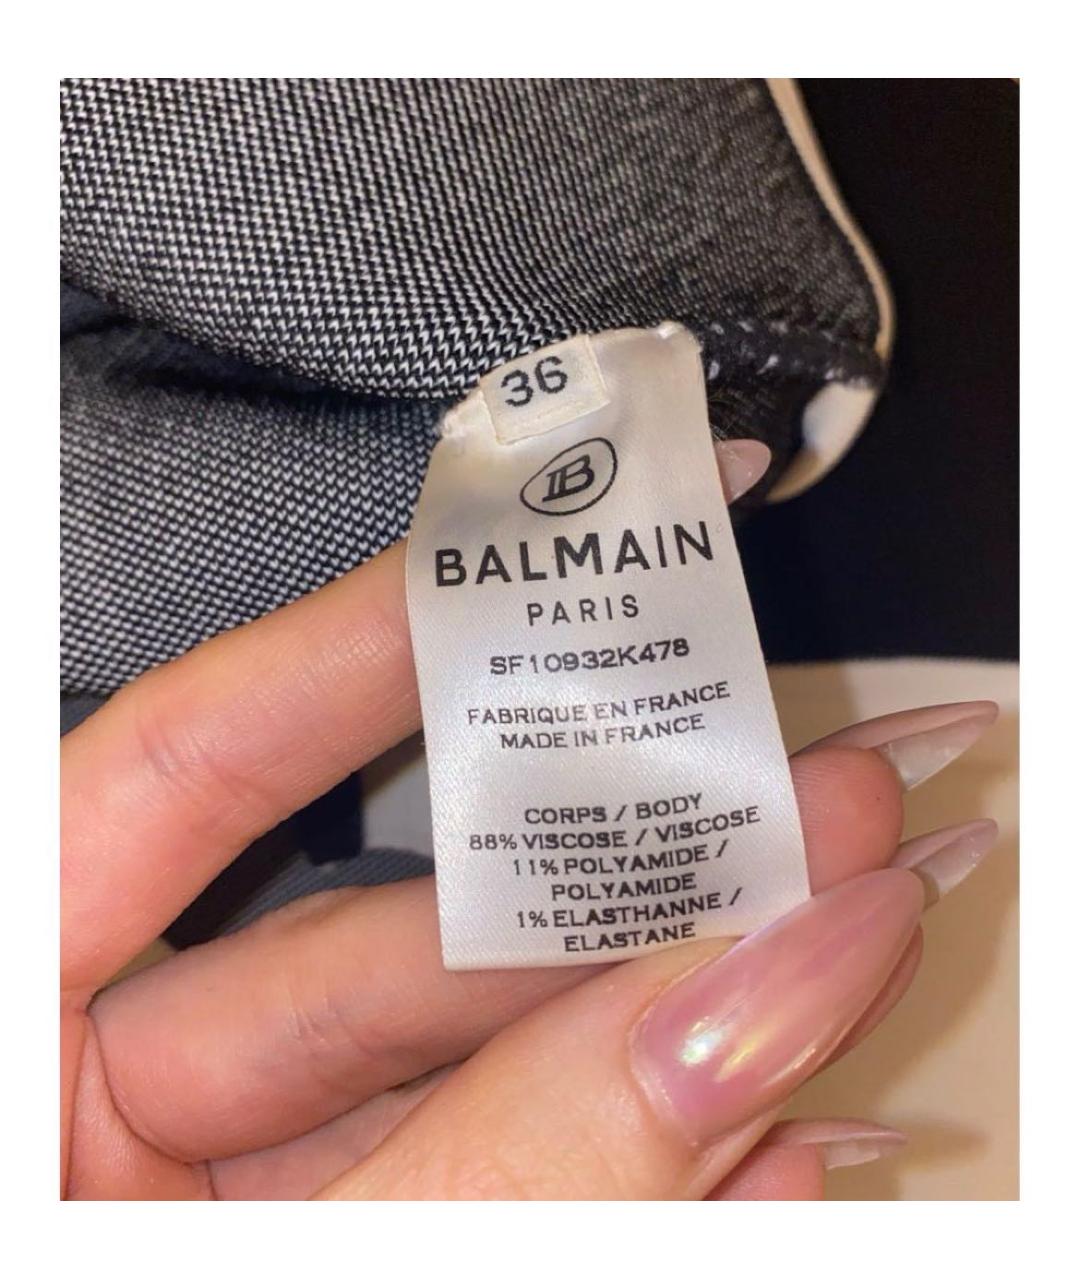 36
B
BALMAIN
PARIS
SF10932K478
FABRIQUE EN FRANCE
MADE IN FRANCE
CORPS / BODY
88% VISCOSE / VISCOSE
11% POLYAMIDE /
POLYAMIDE
1% ELASTHANNE /
ELASTANE